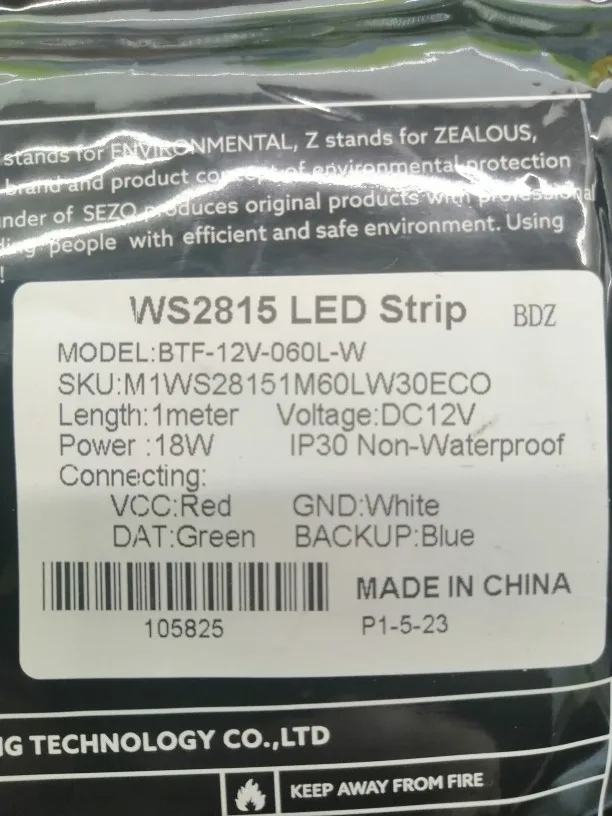 stands for ENVIRONMENTAL, Z stands for ZEALOUS,
brand and product concept of environmental protection
under of SEZO produces original products with professional
people with efficient and safe environment. Using
!
WS2815 LED Strip BDZ
MODEL:BTF-12V-060L-W
SKU:M1WS28151M60LW30ECO
Length:1meter Voltage:DC12V
Power :18W IP30 Non-Waterproof
Connecting:
VCC:Red GND:White
DAT:Green BACKUP:Blue
MADE IN CHINA
105825 P1-5-23
NG TECHNOLOGY CO.,LTD
KEEP AWAY FROM FIRE